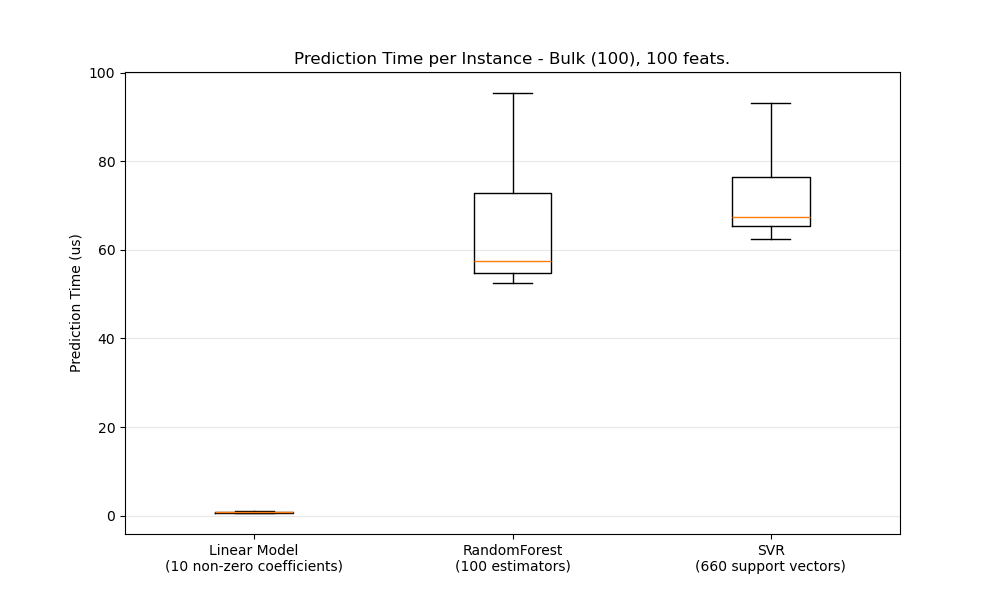 Prediction Time per Instance - Bulk (100), 100 feats.
100
80
60
40
20
0
Prediction Time (us)
Linear Model
(10 non-zero coefficients)
RandomForest
(100 estimators)
SVR
(660 support vectors)